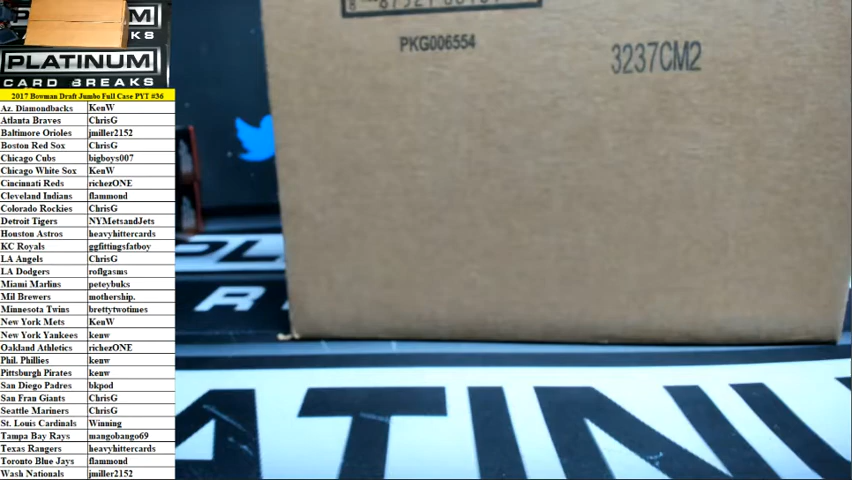 M
KS
PLATINUM
CARD BREAKS
2017 Bowman Draft Jumbo Full Case PYT #36
Az. Diamondbacks KenW
Atlanta Braves ChrisG
Baltimore Orioles jmiller2152
Boston Red Sox ChrisG
Chicago Cubs bigboys007
Chicago White Sox KenW
Cincinnati Reds richezONE
Cleveland Indians flammond
Colorado Rockies ChrisG
Detroit Tigers NYMetsandJets
Houston Astros heavyhittercards
KC Royals ggfittingsfatboy
LA Angels ChrisG
LA Dodgers roflgasms
Miami Marlins peteybuks
Mil Brewers mothership.
Minnesota Twins brettytwotimes
New York Mets KenW
New York Yankees kenw
Oakland Athletics richezONE
Phil. Phillies kenw
Pittsburgh Pirates kenw
San Diego Padres bkpod
San Fran Giants ChrisG
Seattle Mariners ChrisG
St. Louis Cardinals Winning
Tampa Bay Rays mangobango69
Texas Rangers heavyhittercards
Toronto Blue Jays flammond
Wash Nationals jmiller2152
PKG006554
3237CM2
PL
R
ATINU